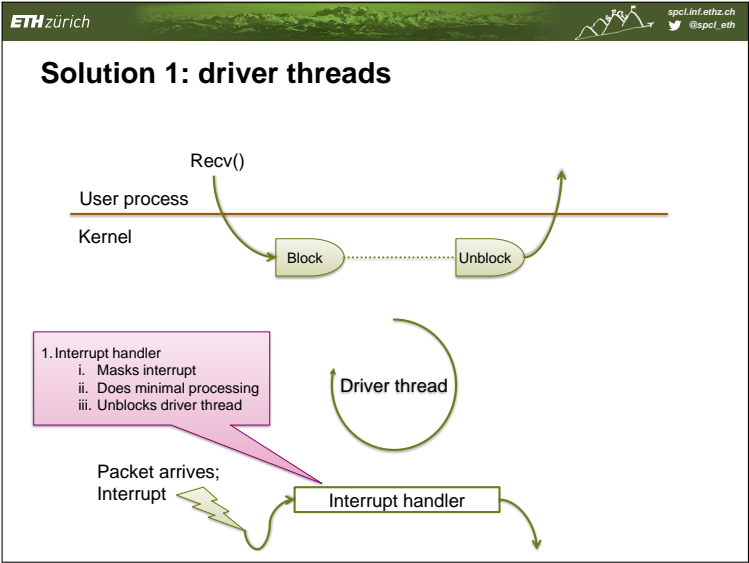 ETH zürich
spcl.inf.ethz.ch
@spcl_eth
Solution 1: driver threads
Recv()
User process
Kernel
Block
Unblock
1. Interrupt handler
i. Masks interrupt
ii. Does minimal processing
iii. Unblocks driver thread
Driver thread
Packet arrives;
Interrupt
Interrupt handler